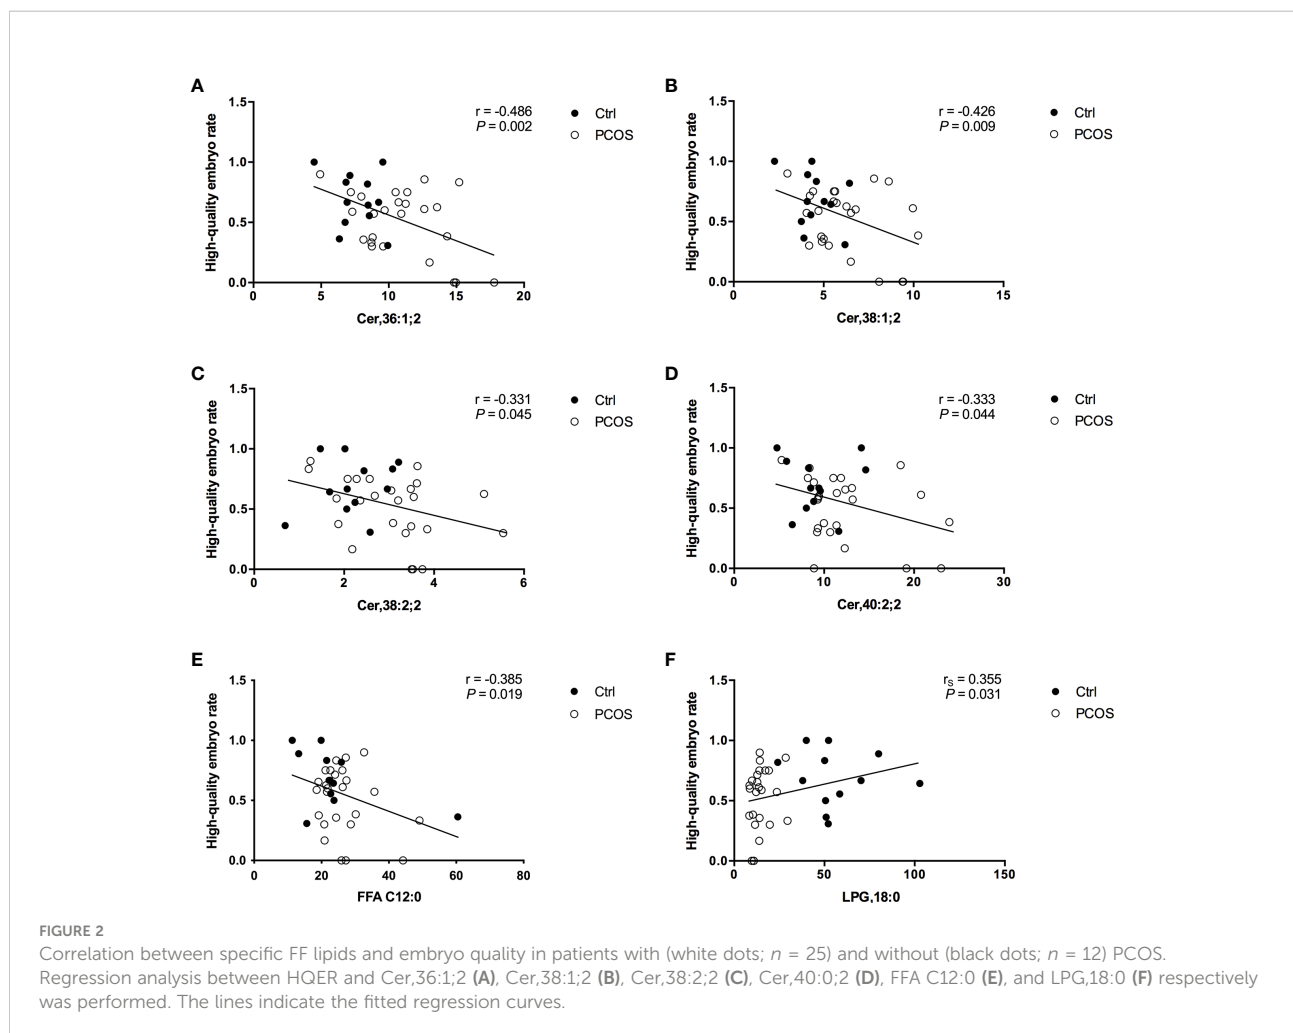 A
r = -0.486
P = 0.002
Ctrl
PCOS
High-quality embryo rate
1.5
1.0
0.5
0.0
0 5 10 15 20
Cer,36:1;2
B
r = -0.426
P = 0.009
Ctrl
PCOS
High-quality embryo rate
1.5
1.0
0.5
0.0
0 5 10 15
Cer,38:1;2
C
r = -0.331
P = 0.045
Ctrl
PCOS
High-quality embryo rate
1.5
1.0
0.5
0.0
0 2 4 6
Cer,38:2;2
D
r = -0.333
P = 0.044
Ctrl
PCOS
High-quality embryo rate
1.5
1.0
0.5
0.0
0 10 20 30
Cer,40:2;2
E
r = -0.385
P = 0.019
Ctrl
PCOS
High-quality embryo rate
1.5
1.0
0.5
0.0
0 20 40 60 80
FFA C12:0
F
rS = 0.355
P = 0.031
Ctrl
PCOS
High-quality embryo rate
1.5
1.0
0.5
0.0
0 50 100 150
LPG,18:0
FIGURE 2
Correlation between specific FF lipids and embryo quality in patients with (white dots; n = 25) and without (black dots; n = 12) PCOS.
Regression analysis between HQER and Cer,36:1;2 (A), Cer,38:1;2 (B), Cer,38:2;2 (C), Cer,40:0;2 (D), FFA C12:0 (E), and LPG,18:0 (F) respectively
was performed. The lines indicate the fitted regression curves.